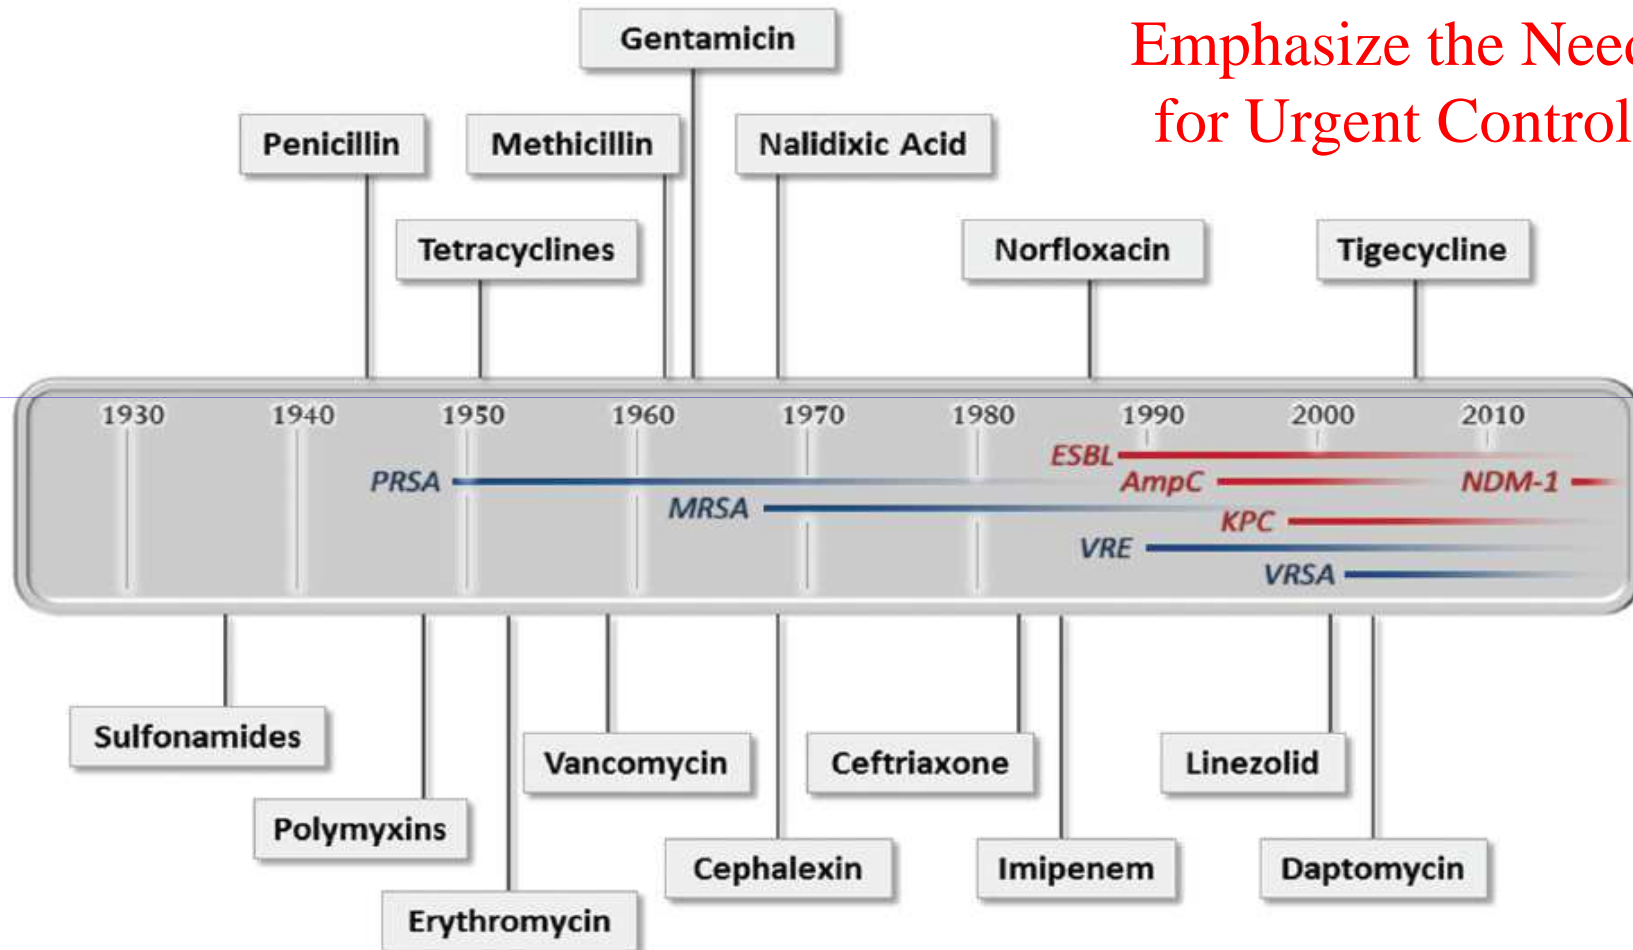 Emphasize the Need
for Urgent Control
Gentamicin
Penicillin
Methicillin
Nalidixic Acid
Tetracyclines
Norfloxacin
Tigecycline
1930 1940 1950 1960 1970 1980 1990 2000 2010
ESBL
PRSA
AmpC
NDM-1
MRSA
KPC
VRE
VRSA
Sulfonamides
Vancomycin
Ceftriaxone
Linezolid
Polymyxins
Cephalexin
Imipenem
Daptomycin
Erythromycin